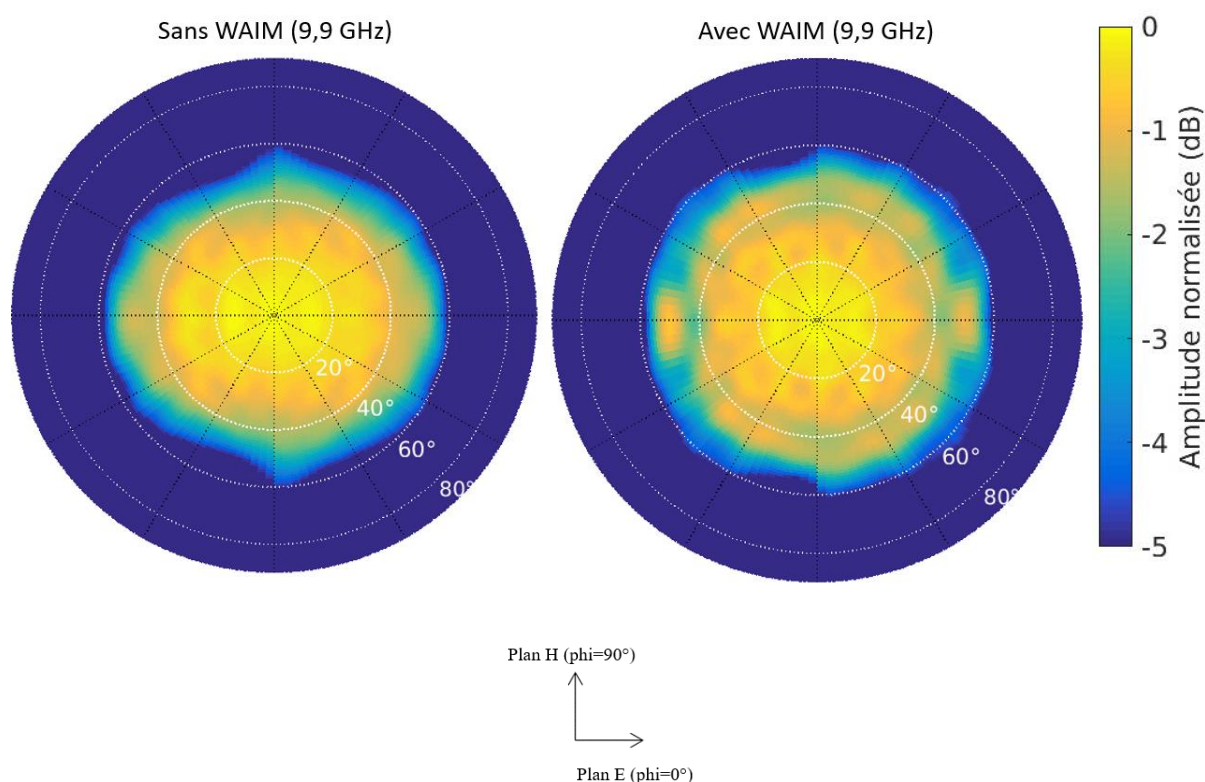 Sans WAIM (9,9 GHz)
Avec WAIM (9,9 GHz)
20°
40°
60°
80°
20°
40°
60°
80°
0
-1
-2
-3
-4
-5
Amplitude normalisée (dB)
Plan H (phi=90°)
Plan E (phi=0°)